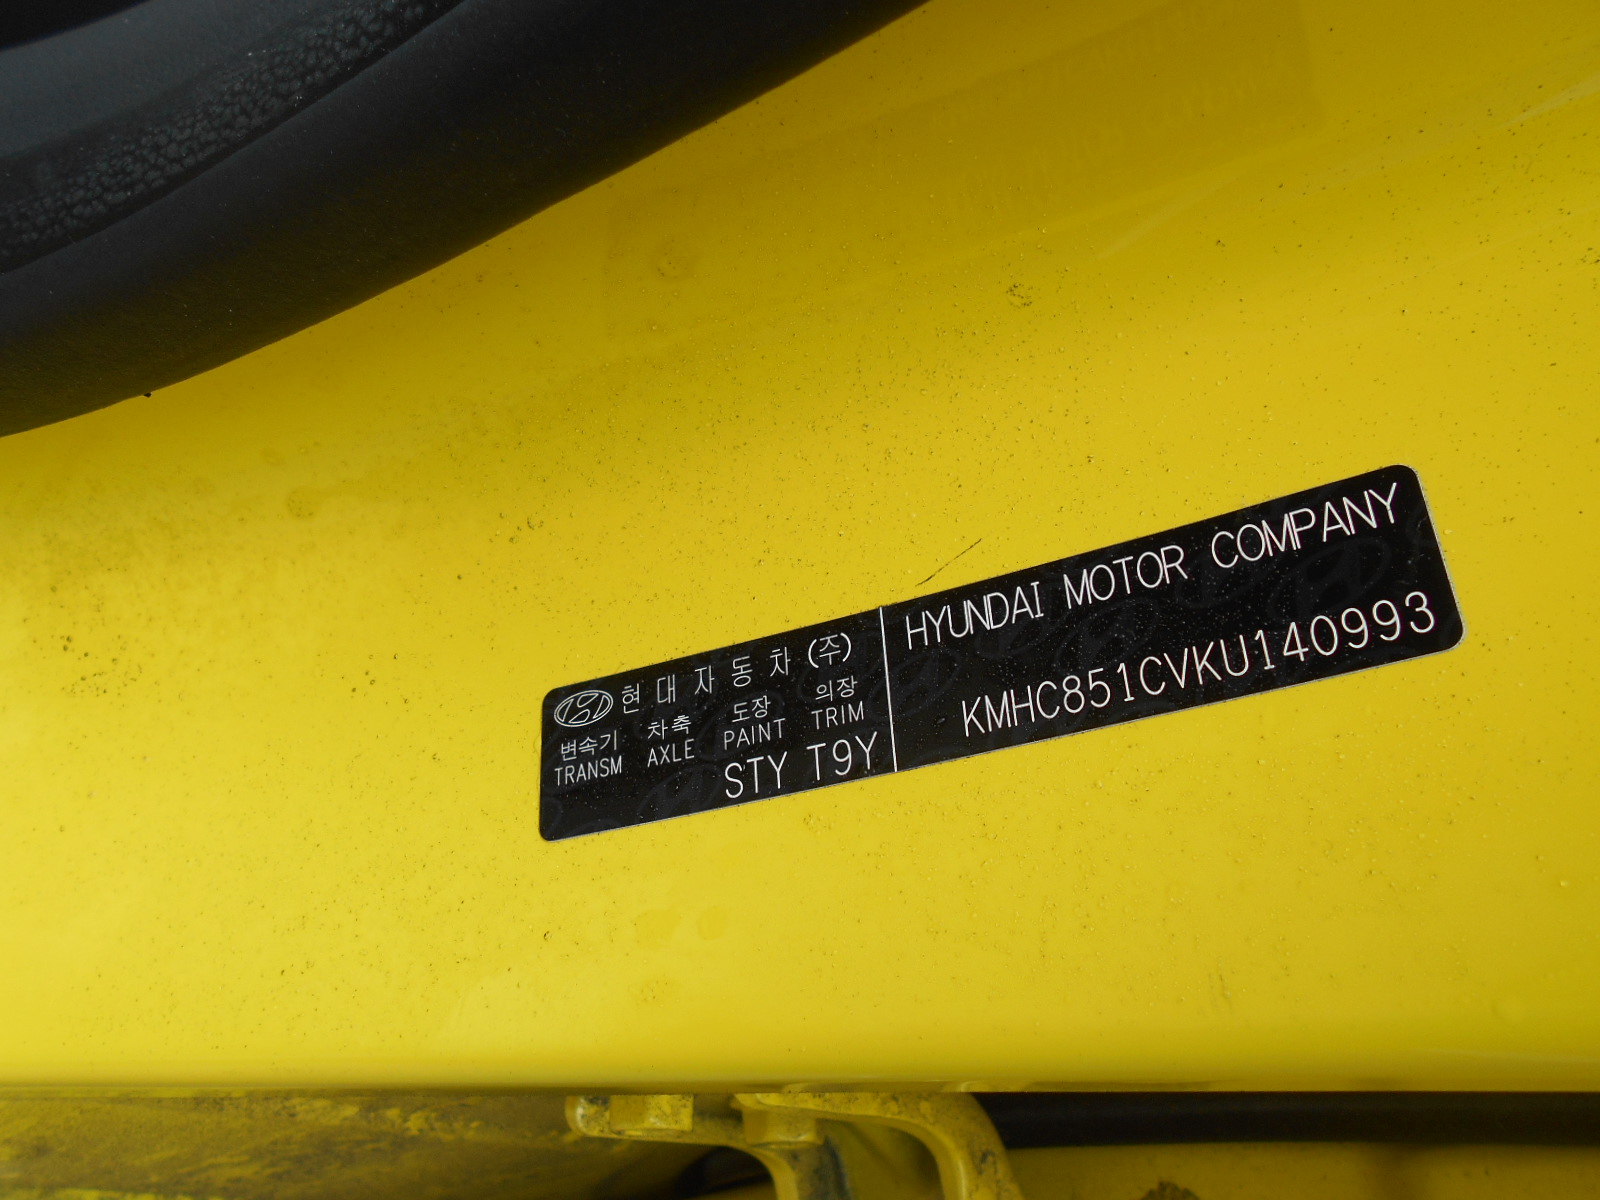 현대자동차(주)
변속기 차축 도장 의장
TRANSM AXLE PAINT TRIM
STY T9Y
HYUNDAI MOTOR COMPANY
KMHC851CVKU140993